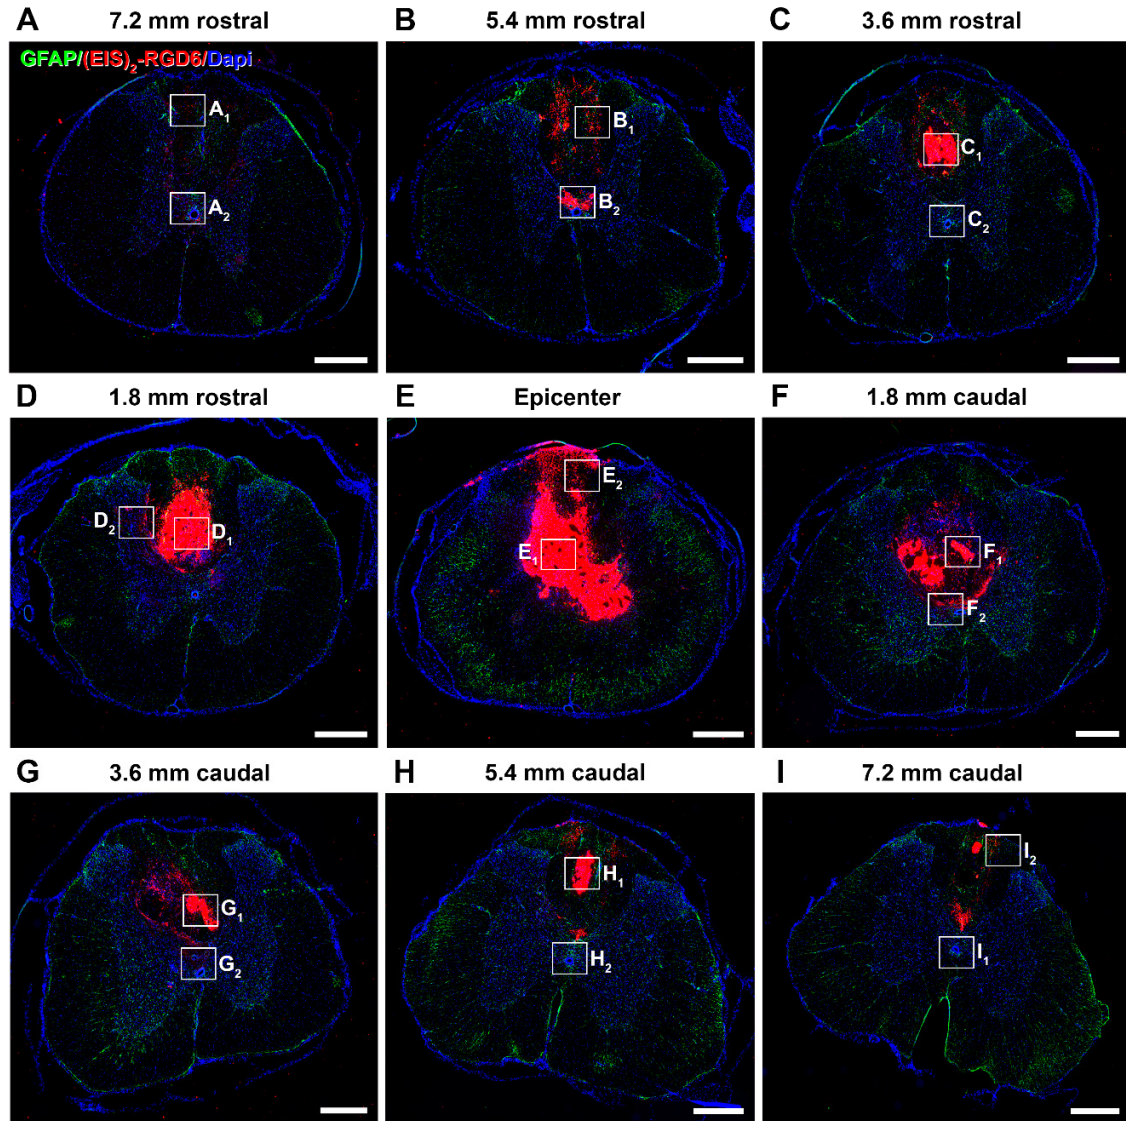 A 7.2 mm rostral
B 5.4 mm rostral
C 3.6 mm rostral
GFAP/(EIS)₂-RGD6/Dapi
A₁
A₂
B₁
B₂
C₁
C₂
D 1.8 mm rostral
E Epicenter
F 1.8 mm caudal
D₂
D₁
E₂
E₁
F₁
F₂
G 3.6 mm caudal
H 5.4 mm caudal
I 7.2 mm caudal
G₁
G₂
H₁
H₂
I₂
I₁